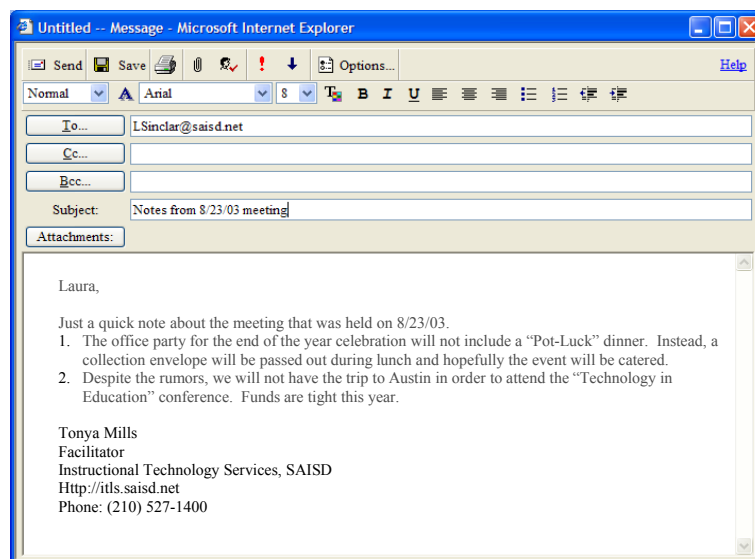 Untitled -- Message - Microsoft Internet Explorer
Send Save Options... Help
Normal A Arial 8 T B I U
To... LSinclar@saisd.net
Cc...
Bcc...
Subject: Notes from 8/23/03 meeting
Attachments:
Laura,
Just a quick note about the meeting that was held on 8/23/03.
1. The office party for the end of the year celebration will not include a “Pot-Luck” dinner. Instead, a
collection envelope will be passed out during lunch and hopefully the event will be catered.
2. Despite the rumors, we will not have the trip to Austin in order to attend the “Technology in
Education” conference. Funds are tight this year.
Tonya Mills
Facilitator
Instructional Technology Services, SAISD
Http://itls.saisd.net
Phone: (210) 527-1400